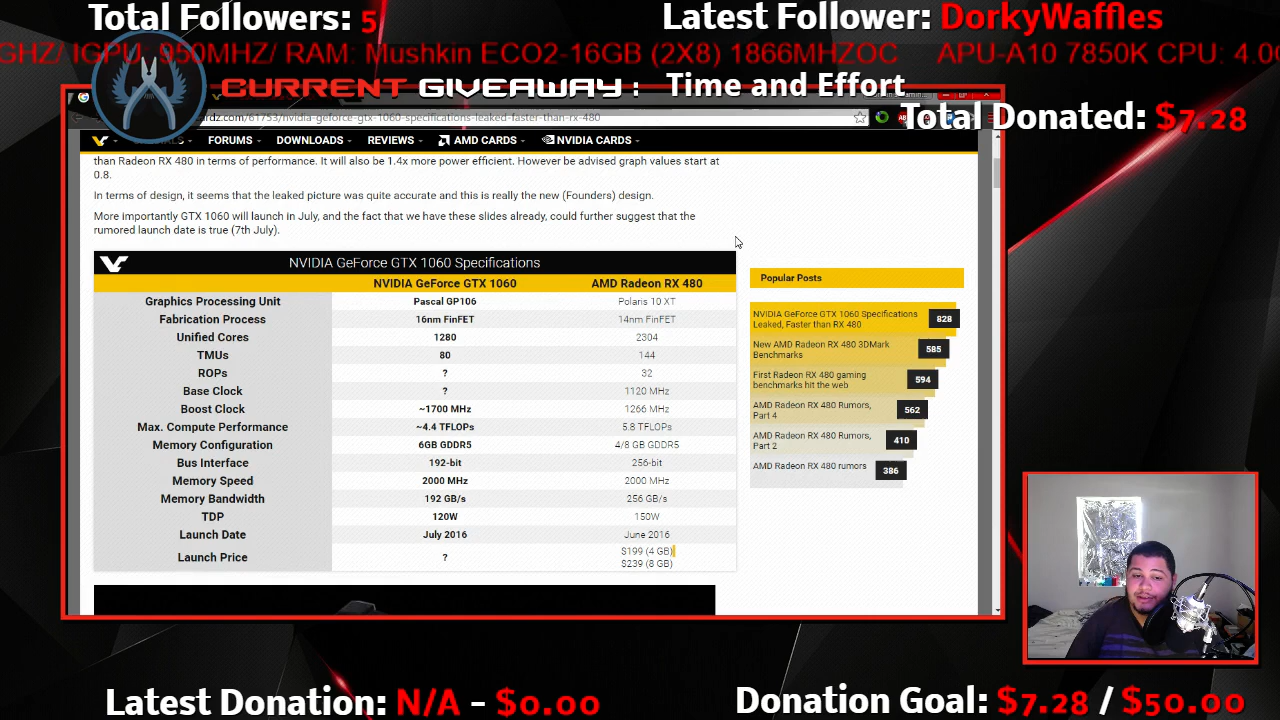 Total Followers: 5
Latest Follower: DorkyWaffles
GHZ/ IGPU: 950MHZ/ RAM: Mushkin ECO2-16GB (2X8) 1866MHZOC APU-A10 7850K CPU: 4.0
CURRENT GIVEAWAY : Time and Effort
Total Donated: $7.28
rdz.com/61753/nvidia-geforce-gtx-1060-specifications-leaked-faster-than-rx-480
FORUMS DOWNLOADS REVIEWS AMD CARDS NVIDIA CARDS
than Radeon RX 480 in terms of performance. It will also be 1.4x more power efficient. However be advised graph values start at
0.8.
In terms of design, it seems that the leaked picture was quite accurate and this is really the new (Founders) design.
More importantly GTX 1060 will launch in July, and the fact that we have these slides already, could further suggest that the
rumored launch date is true (7th July).
NVIDIA GeForce GTX 1060 Specifications
NVIDIA GeForce GTX 1060 AMD Radeon RX 480
Graphics Processing Unit Pascal GP106 Polaris 10 XT
Fabrication Process 16nm FinFET 14nm FinFET
Unified Cores 1280 2304
TMUs 80 144
ROPs ? 32
Base Clock ? 1120 MHz
Boost Clock ~1700 MHz 1266 MHz
Max. Compute Performance ~4.4 TFLOPs 5.8 TFLOPs
Memory Configuration 6GB GDDR5 4/8 GB GDDR5
Bus Interface 192-bit 256-bit
Memory Speed 2000 MHz 2000 MHz
Memory Bandwidth 192 GB/s 256 GB/s
TDP 120W 150W
Launch Date July 2016 June 2016
Launch Price ? $199 (4 GB)
$239 (8 GB)
Popular Posts
NVIDIA GeForce GTX 1060 Specifications
Leaked, Faster than RX 480
828
New AMD Radeon RX 480 3DMark
Benchmarks
585
First Radeon RX 480 gaming
benchmarks hit the web
594
AMD Radeon RX 480 Rumors,
Part 4
562
AMD Radeon RX 480 Rumors,
Part 2
410
AMD Radeon RX 480 rumors
386
Latest Donation: N/A - $0.00
Donation Goal: $7.28 / $50.00